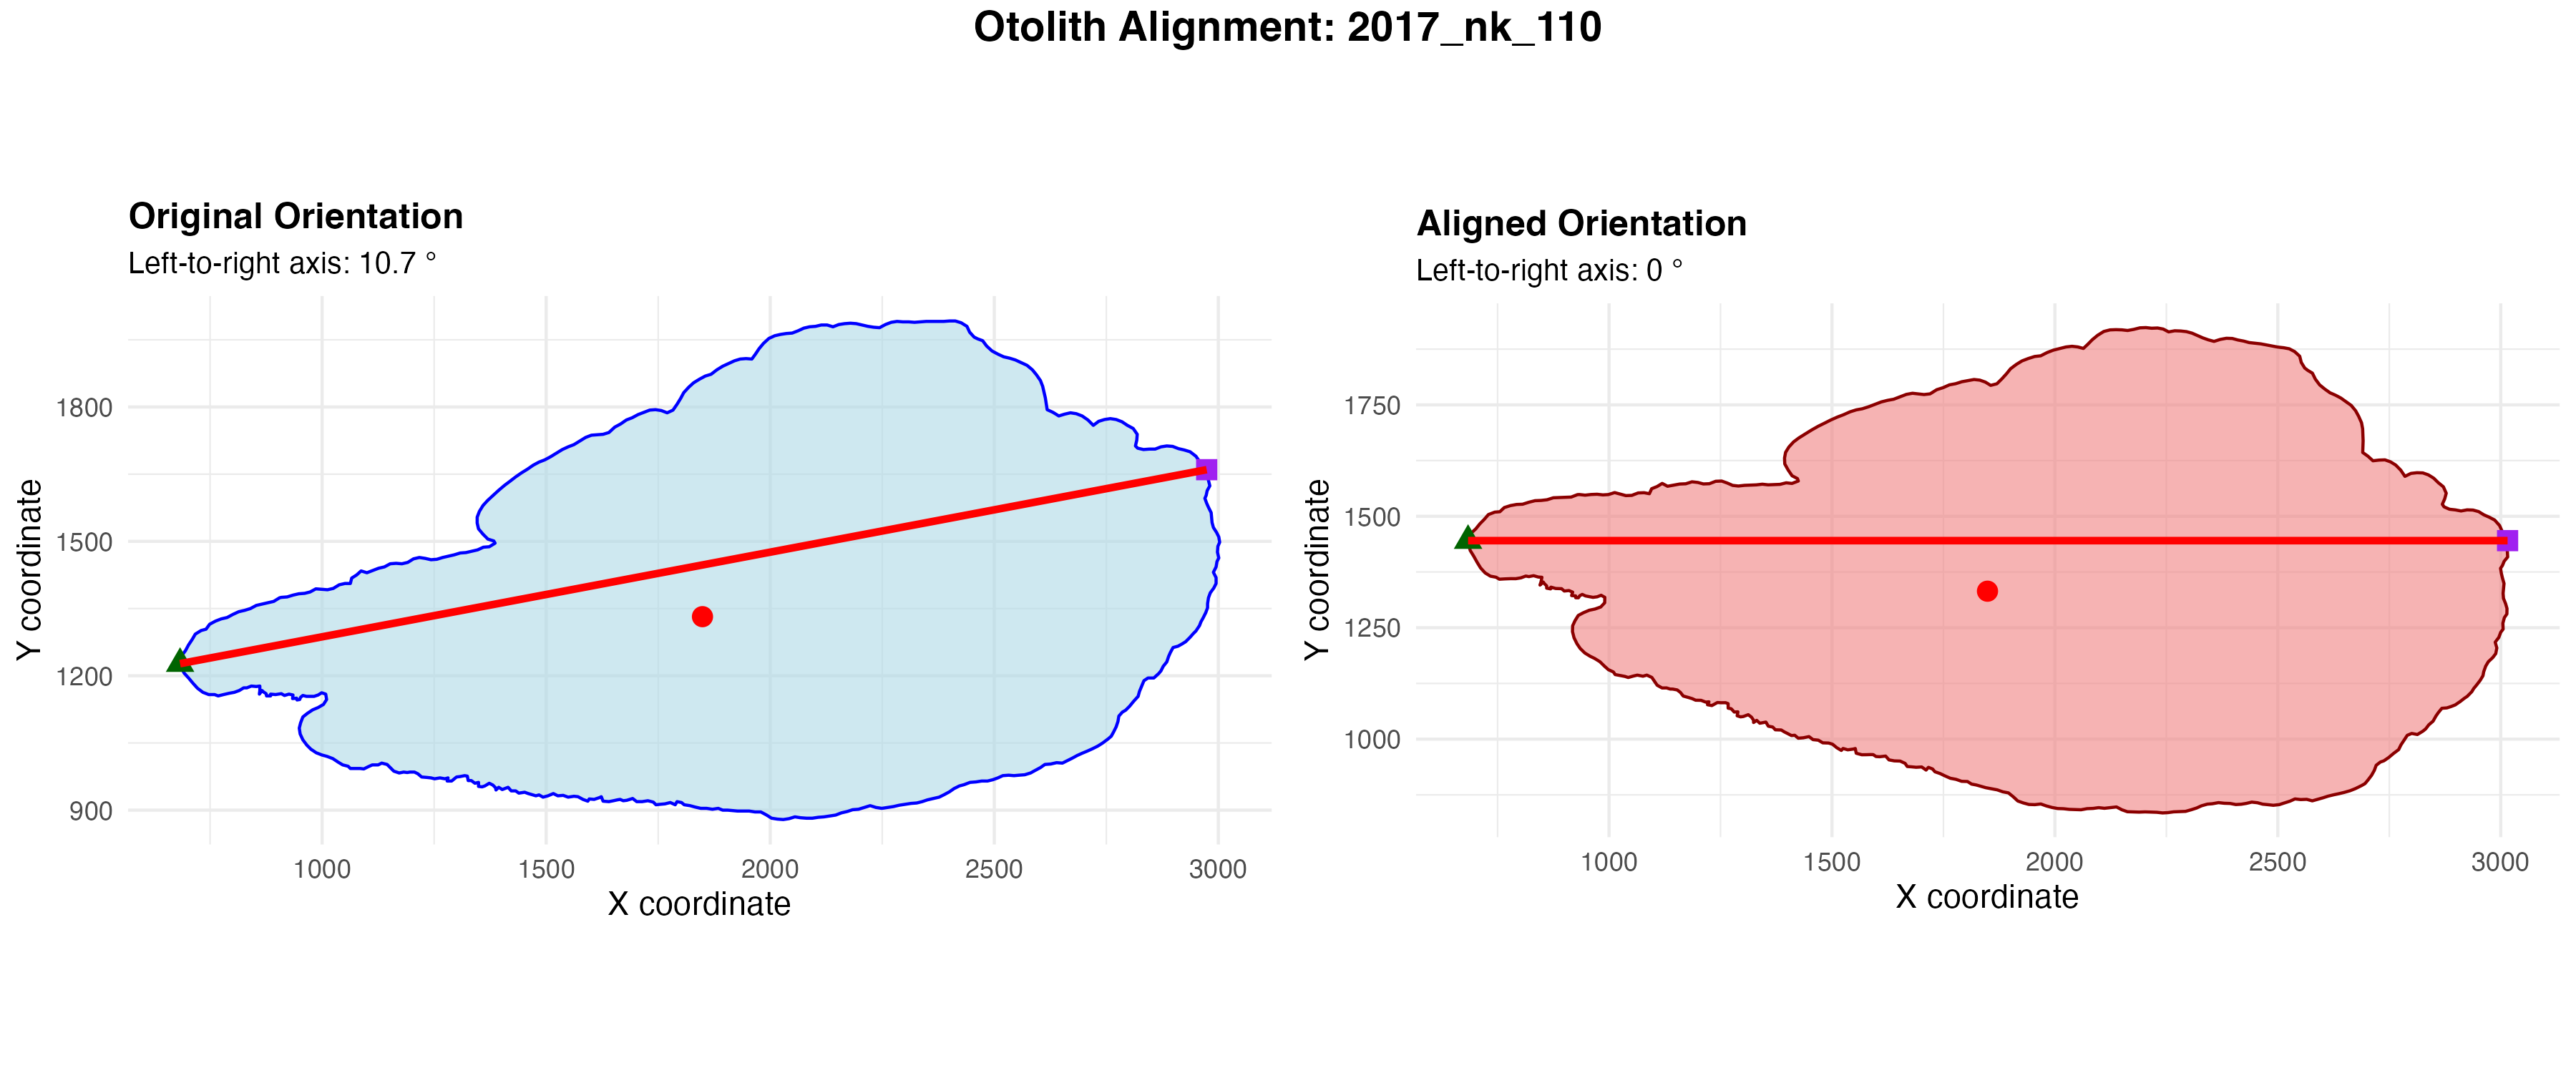 Otolith Alignment: 2017_nk_110
Original Orientation
Left-to-right axis: 10.7 °
Y coordinate
1800
1500
1200
900
1000
1500
2000
2500
3000
X coordinate
Aligned Orientation
Left-to-right axis: 0 °
Y coordinate
1750
1500
1250
1000
1000
1500
2000
2500
3000
X coordinate